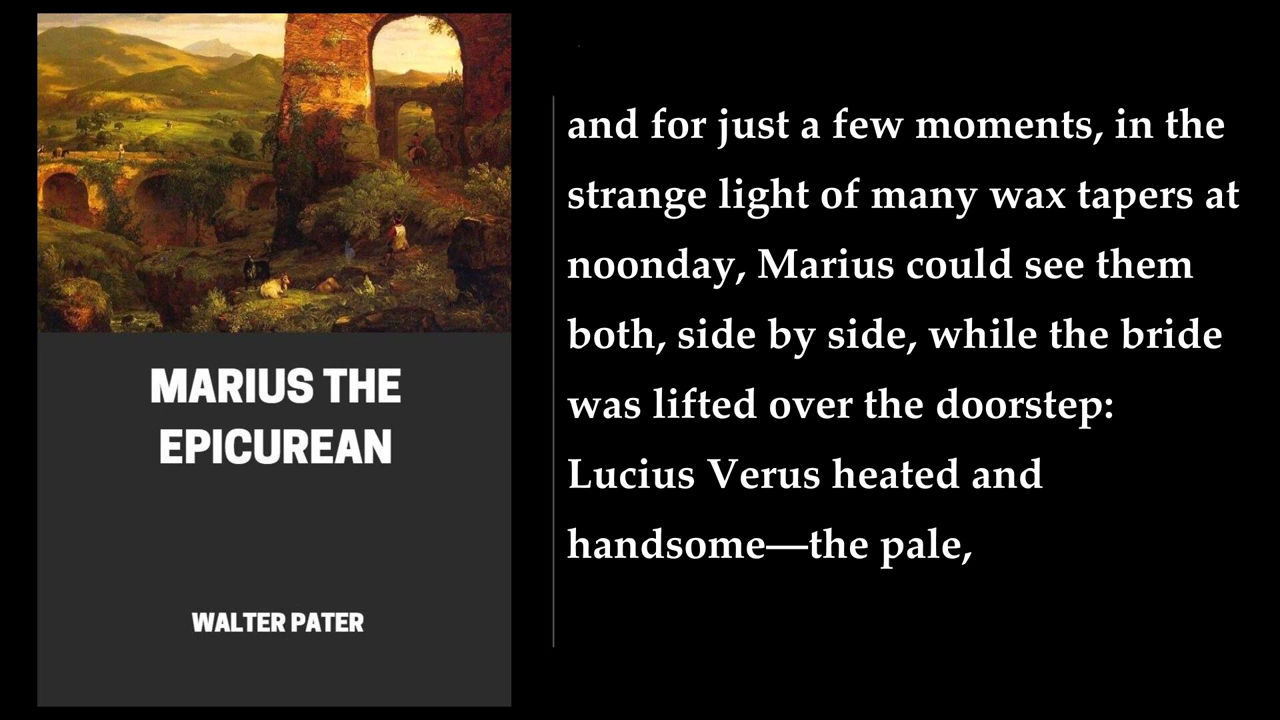 MARIUS THE
EPICUREAN
WALTER PATER
and for just a few moments, in the
strange light of many wax tapers at
noonday, Marius could see them
both, side by side, while the bride
was lifted over the doorstep:
Lucius Verus heated and
handsome—the pale,